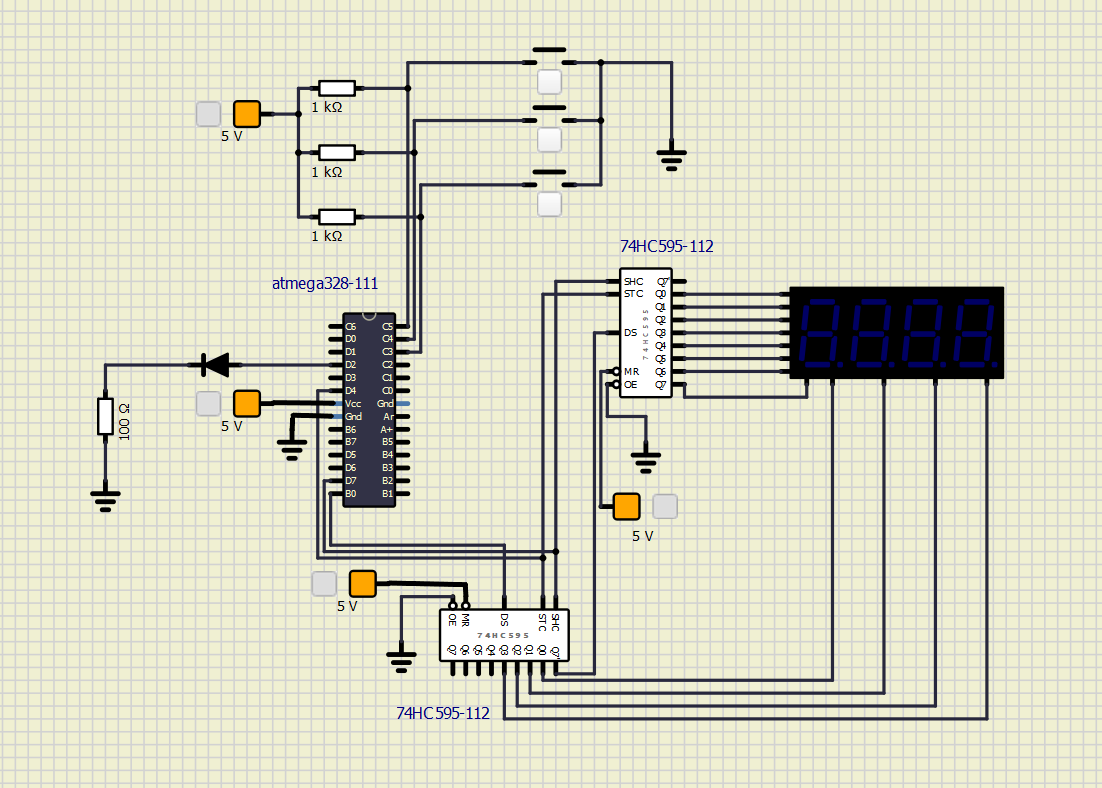 1 kΩ
5 V
1 kΩ
1 kΩ
74HC595-112
atmega328-111
SHC Q7'
STC Q0
Q1
Q2
DS Q3
Q4
Q5
MR Q6
OE Q7
74HC595
C6 C5
D0 C4
D1 C3
D2 C2
D3 C1
D4 C0
Vcc Gnd
Gnd Ar
B6 A+
B7 B5
D5 B4
D6 B3
D7 B2
B0 B1
100 Ω
5 V
5 V
5 V
OE MR DS STC SHC
74HC595
Q7 Q6 Q5 Q4 Q3 Q2 Q1 Q0 Q7'
74HC595-112